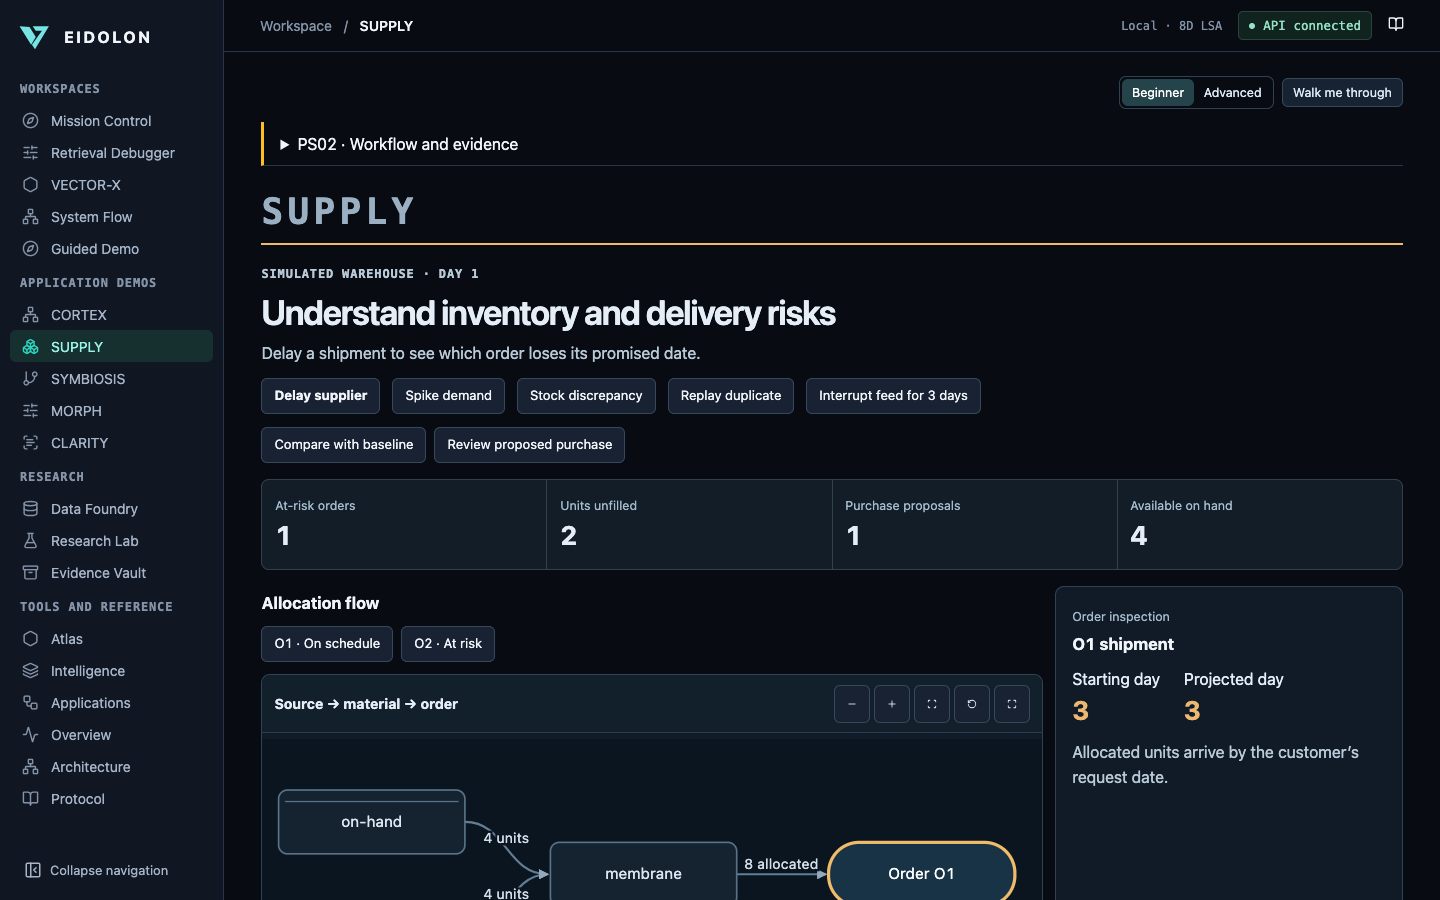 EIDOLON
WORKSPACES
Mission Control
Retrieval Debugger
VECTOR-X
System Flow
Guided Demo
APPLICATION DEMOS
CORTEX
SUPPLY
SYMBIOSIS
MORPH
CLARITY
RESEARCH
Data Foundry
Research Lab
Evidence Vault
TOOLS AND REFERENCE
Atlas
Intelligence
Applications
Overview
Architecture
Protocol
Collapse navigation
Workspace / SUPPLY
Local · 8D LSA
● API connected
Beginner
Advanced
Walk me through
▶ PS02 · Workflow and evidence
SUPPLY
SIMULATED WAREHOUSE · DAY 1
Understand inventory and delivery risks
Delay a shipment to see which order loses its promised date.
Delay supplier
Spike demand
Stock discrepancy
Replay duplicate
Interrupt feed for 3 days
Compare with baseline
Review proposed purchase
At-risk orders
1
Units unfilled
2
Purchase proposals
1
Available on hand
4
Allocation flow
O1 · On schedule
O2 · At risk
Source → material → order
on-hand
4 units
4 units
membrane
8 allocated
Order O1
Order inspection
O1 shipment
Starting day
3
Projected day
3
Allocated units arrive by the customer's
request date.